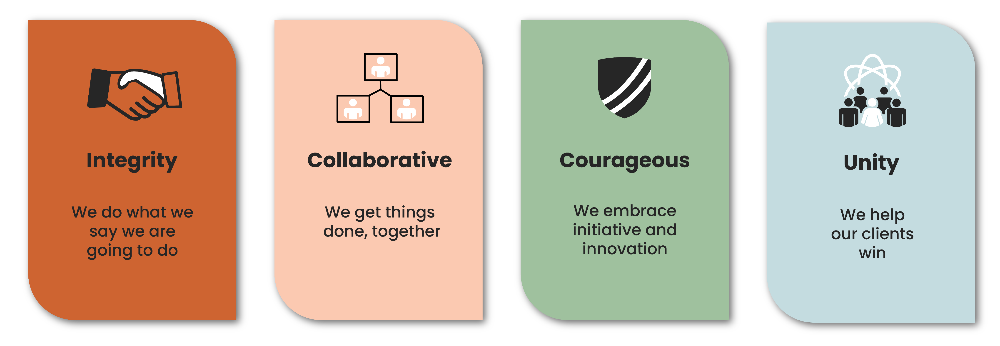 Integrity
We do what we
say we are
going to do
Collaborative
We get things
done, together
Courageous
We embrace
initiative and
innovation
Unity
We help
our clients
win